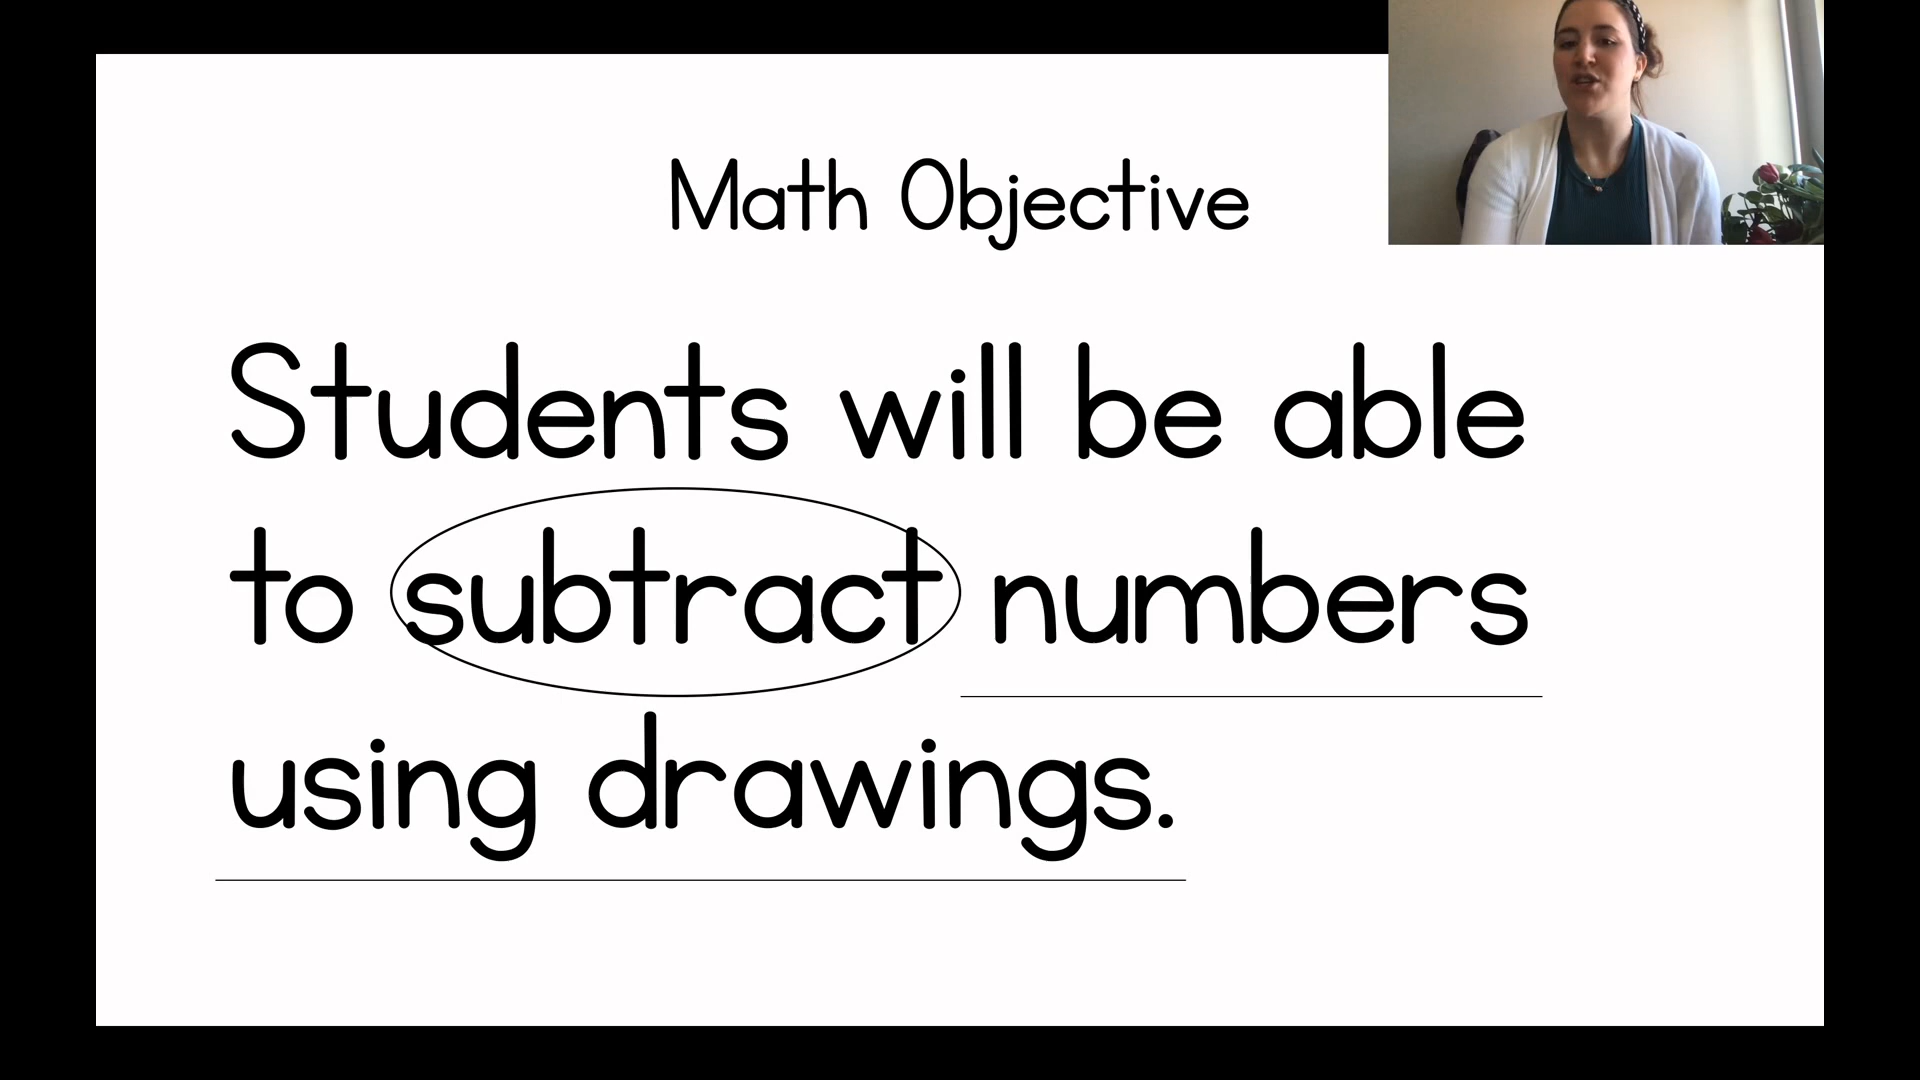 Math Objective
Students will be able
to subtract numbers
using drawings.